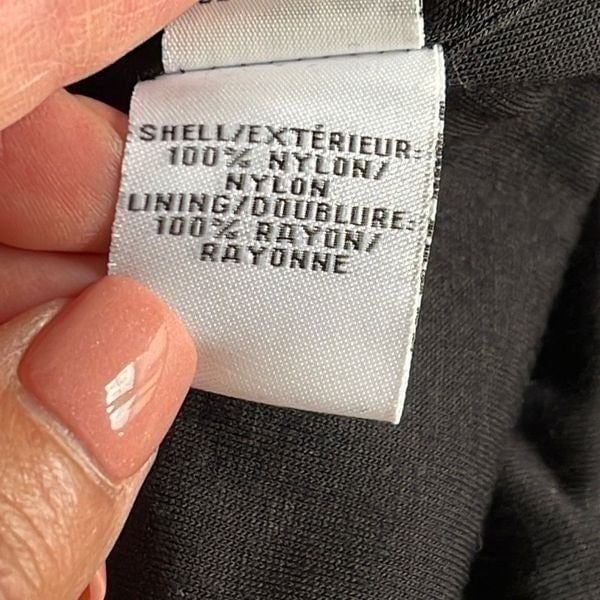 SHELL/EXTÉRIEUR:
100% NYLON/
NYLON
LINING/DOUBLURE:
100% RAYON/
RAYONNE